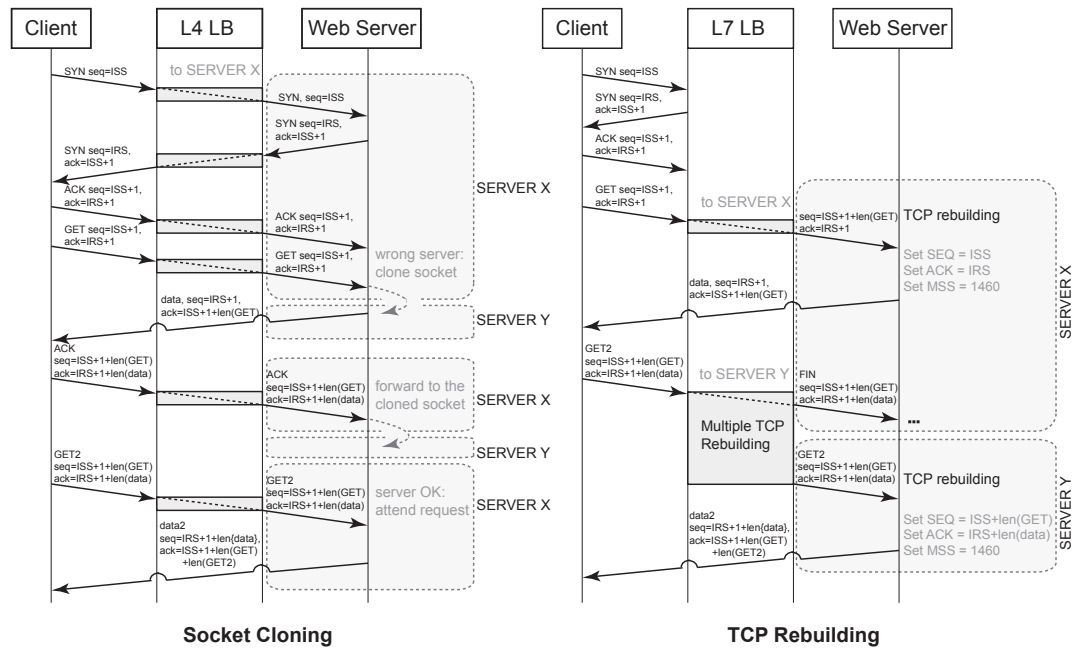 Client
L4 LB
Web Server
to SERVER X
SYN seq=ISS
SYN, seq=ISS
SYN seq=IRS,
ack=ISS+1
SYN seq=IRS,
ack=ISS+1
ACK seq=ISS+1,
ack=IRS+1
ACK seq=ISS+1,
ack=IRS+1
GET seq=ISS+1,
ack=IRS+1
GET seq=ISS+1,
ack=IRS+1
wrong server:
clone socket
SERVER X
data, seq=IRS+1,
ack=ISS+1+len(GET)
SERVER Y
ACK
seq=ISS+1+len(GET)
ack=IRS+1+len(data)
ACK
seq=ISS+1+len(GET)
ack=IRS+1+len(data)
forward to the
cloned socket
SERVER X
SERVER Y
GET2
seq=ISS+1+len(GET)
ack=IRS+1+len(data)
GET2
seq=ISS+1+len(GET)
ack=IRS+1+len(data)
server OK:
attend request
SERVER X
data2
seq=IRS+1+len{data},
ack=ISS+1+len(GET)
+len(GET2)
Socket Cloning
Client
L7 LB
Web Server
SYN seq=ISS
SYN seq=IRS,
ack=ISS+1
ACK seq=ISS+1,
ack=IRS+1
GET seq=ISS+1,
ack=IRS+1
to SERVER X
seq=ISS+1+len(GET)
ack=IRS+1
TCP rebuilding
Set SEQ = ISS
Set ACK = IRS
Set MSS = 1460
SERVER X
data, seq=IRS+1,
ack=ISS+1+len(GET)
GET2
seq=ISS+1+len(GET)
ack=IRS+1+len(data)
to SERVER Y
FIN
seq=ISS+1+len(GET)
ack=IRS+1+len(data)
...
Multiple TCP
Rebuilding
GET2
seq=ISS+1+len(GET)
ack=IRS+1+len(data)
TCP rebuilding
Set SEQ = ISS+len(GET)
Set ACK = IRS+len(data)
Set MSS = 1460
SERVER Y
data2
seq=IRS+1+len{data},
ack=ISS+1+len(GET)
+len(GET2)
TCP Rebuilding